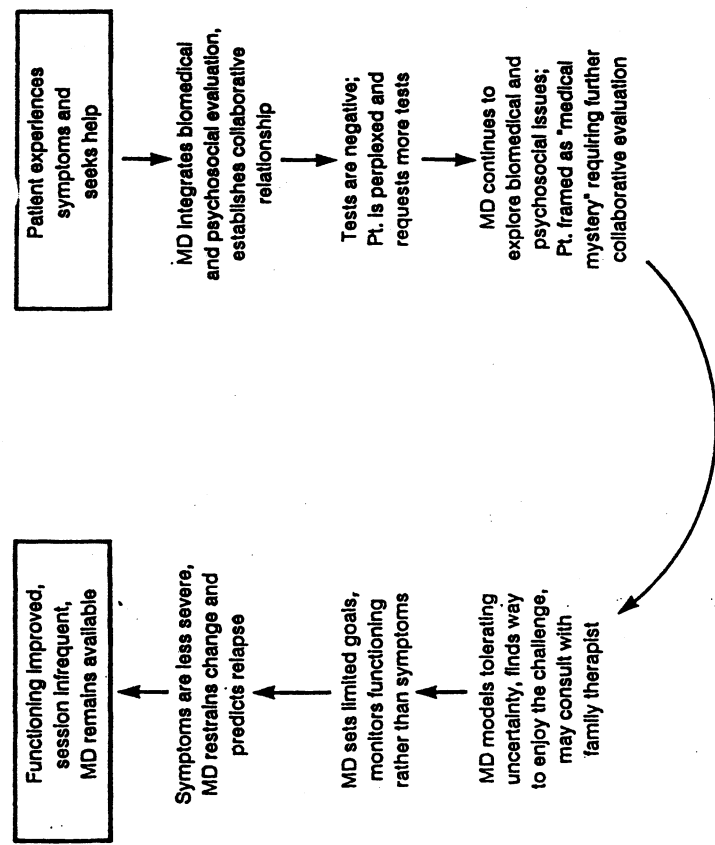 Patient experiences
symptoms and
seeks help
MD integrates biomedical
and psychosocial evaluation,
establishes collaborative
relationship
Tests are negative;
Pt. is perplexed and
requests more tests
MD continues to
explore biomedical and
psychosocial issues;
Pt. framed as "medical
mystery" requiring further
collaborative evaluation
MD models tolerating
uncertainty, finds way
to enjoy the challenge,
may consult with
family therapist
MD sets limited goals,
monitors functioning
rather than symptoms
Symptoms are less severe,
MD restrains change and
predicts relapse
Functioning improved,
session infrequent,
MD remains available